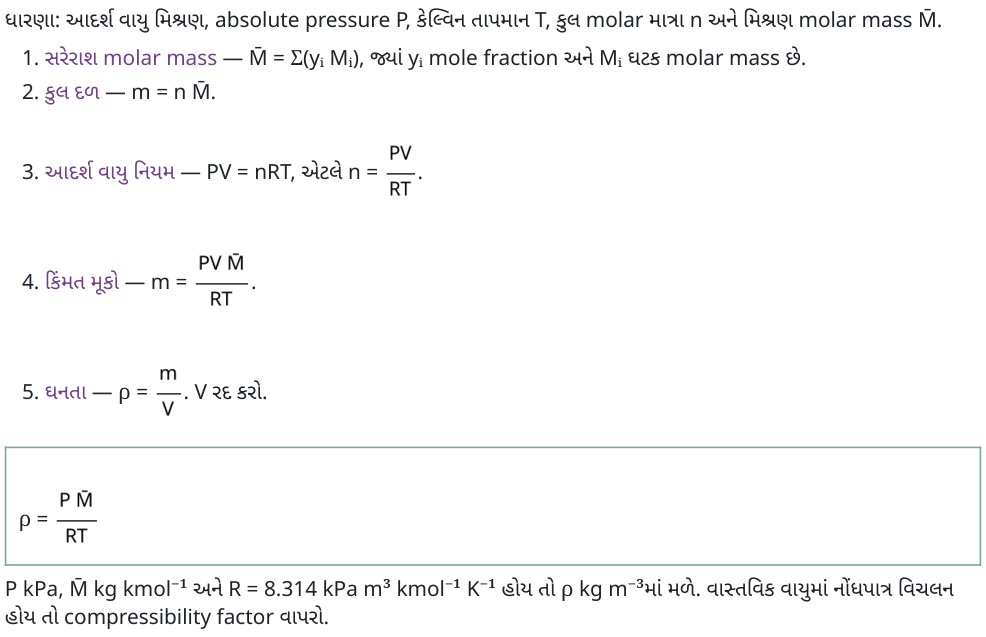 ધારણા: આદર્શ વાયુ મિશ્રણ, absolute pressure P, કેલ્વિન તાપમાન T, કુલ molar માત્રા n અને મિશ્રણ molar mass M̄.
1. સરેરાશ molar mass — M̄ = Σ(yᵢ Mᵢ), જ્યાં yᵢ mole fraction અને Mᵢ ઘટક molar mass છે.
2. કુલ દળ — m = n M̄.
3. આદર્શ વાયુ નિયમ — PV = nRT, એટલે n = PV/RT.
4. કિંમત મૂકો — m = PV M̄/RT.
5. ઘનતા — ρ = m/V. V રદ કરો.
ρ = P M̄/RT
P kPa, M̄ kg kmol⁻¹ અને R = 8.314 kPa m³ kmol⁻¹ K⁻¹ હોય તો ρ kg m⁻³માં મળે. વાસ્તવિક વાયુમાં નોંધપાત્ર વિચલન
હોય તો compressibility factor વાપરો.